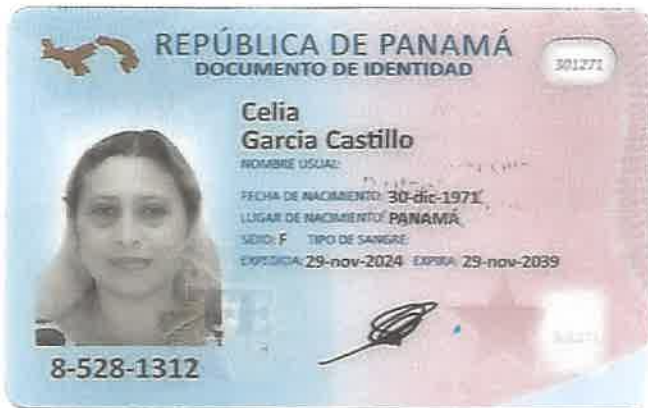 REPÚBLICA DE PANAMÁ
DOCUMENTO DE IDENTIDAD
301271
Celia
Garcia Castillo
NOMBRE USUAL:
FECHA DE NACIMIENTO: 30-dic-1971
LUGAR DE NACIMIENTO: PANAMÁ
SEXO: F TIPO DE SANGRE:
EXPEDIDA: 29-nov-2024 EXPIRA: 29-nov-2039
8-528-1312